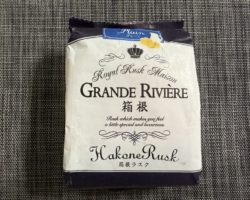 Plain
Royal Rusk Maison
GRANDE RIVIÈRE
箱根
Rusk which makes you feel
a little special and luxurious.
Hakone Rusk
箱根ラスク